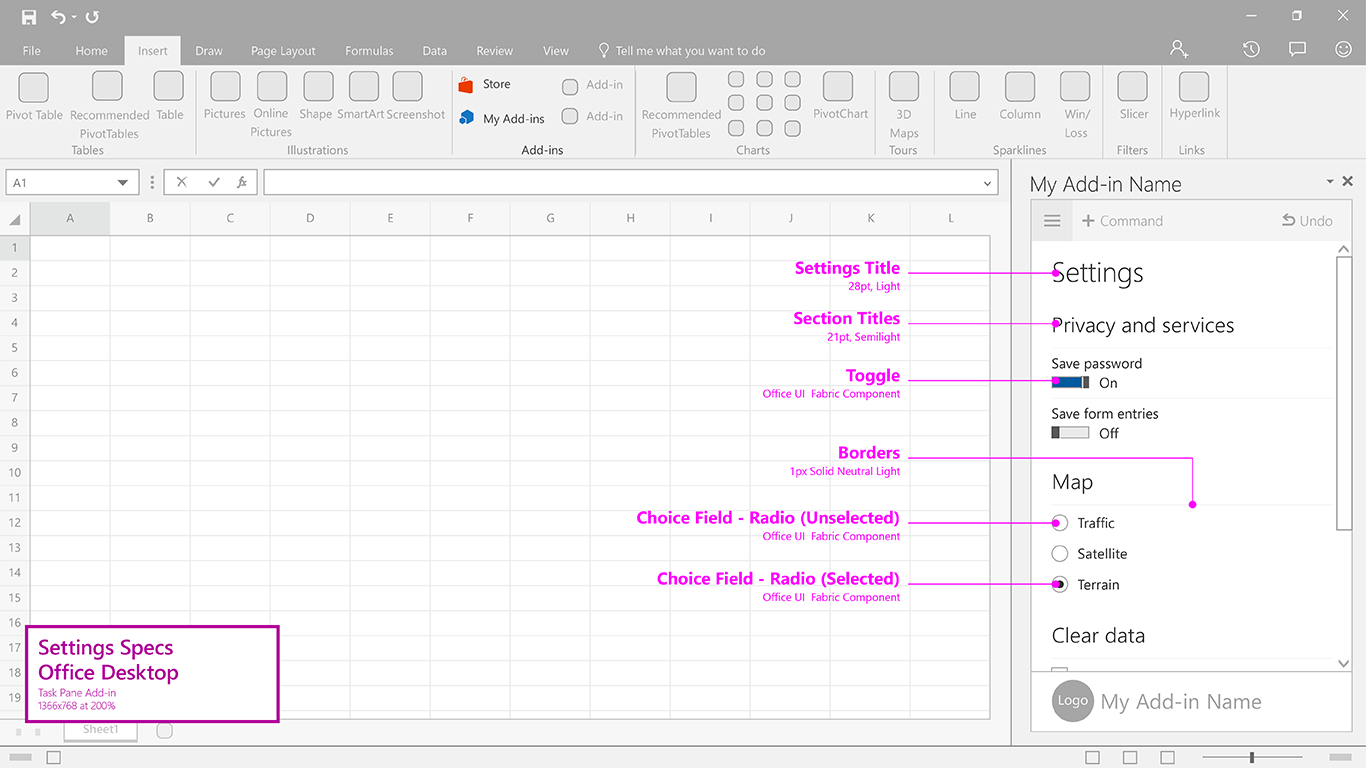 File Home Insert Draw Page Layout Formulas Data Review View Tell me what you want to do
Pivot Table
Recommended
PivotTables
Table
Tables
Pictures
Online
Pictures
Shape
SmartArt
Screenshot
Illustrations
Store
My Add-ins
Add-in
Add-in
Add-ins
Recommended
PivotTables
PivotChart
Charts
3D
Maps
Tours
Line
Column
Win/
Loss
Sparklines
Slicer
Filters
Hyperlink
Links
A1
fx
My Add-in Name
Command
Undo
A B C D E F G H I J K L
1
2
3
4
5
6
7
8
9
10
11
12
13
14
15
16
17
18
19
Settings Title
28pt, Light
Section Titles
21pt, Semilight
Toggle
Office UI Fabric Component
Borders
1px Solid Neutral Light
Choice Field - Radio (Unselected)
Office UI Fabric Component
Choice Field - Radio (Selected)
Office UI Fabric Component
Settings
Privacy and services
Save password
On
Save form entries
Off
Map
Traffic
Satellite
Terrain
Clear data
Logo
My Add-in Name
Settings Specs
Office Desktop
Task Pane Add-in
1366x768 at 200%
Sheet1